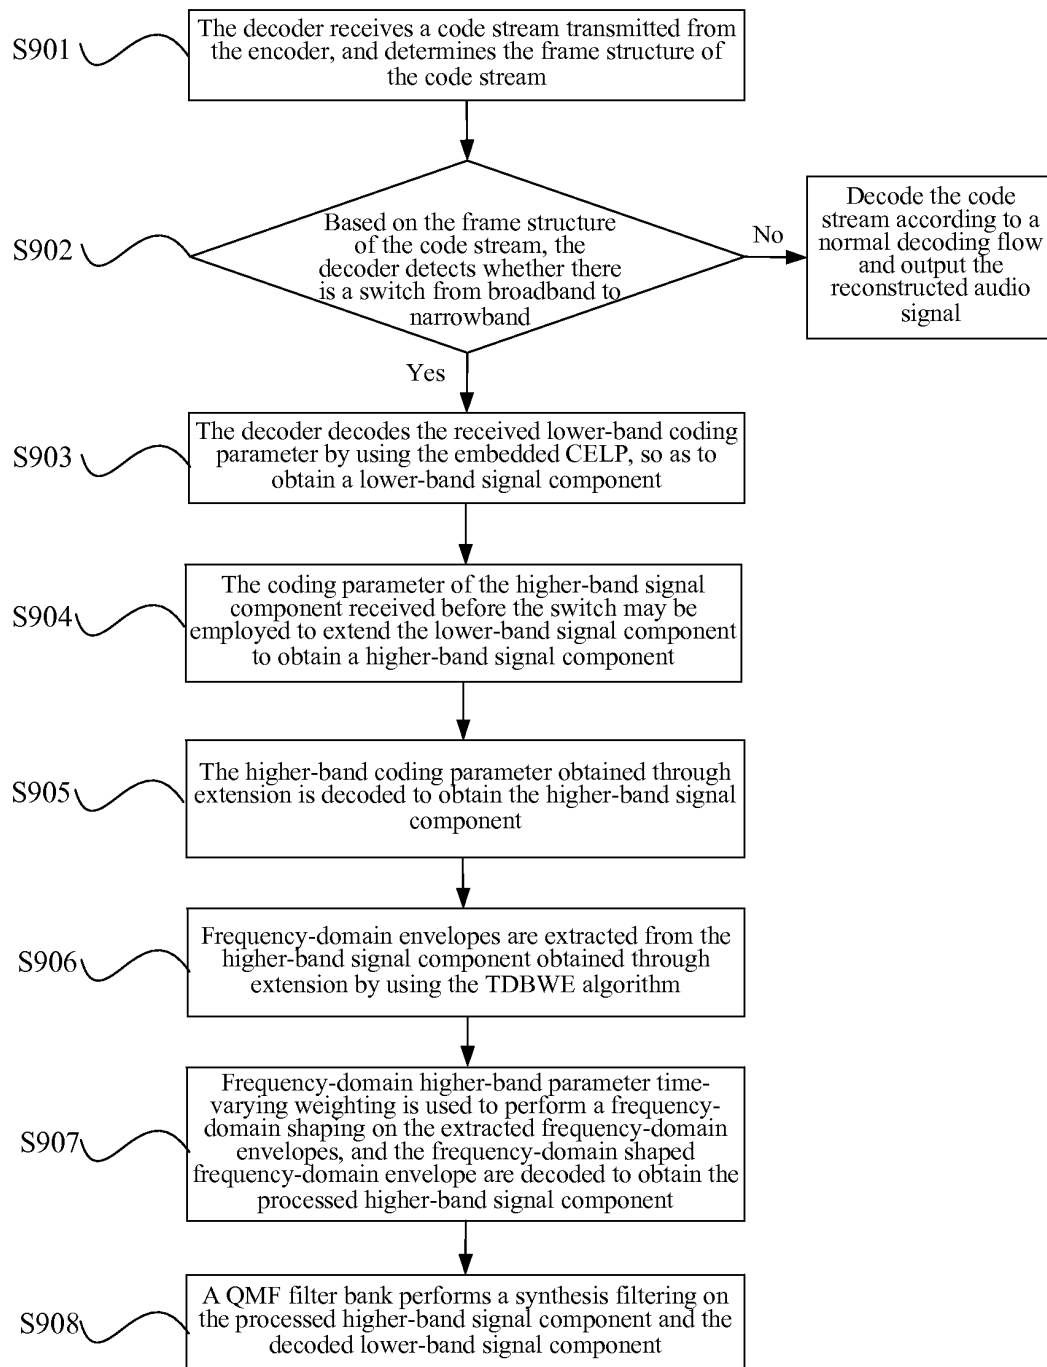 S901
The decoder receives a code stream transmitted from
the encoder, and determines the frame structure of
the code stream
S902
Based on the frame structure
of the code stream, the
decoder detects whether there
is a switch from broadband to
narrowband
No
Decode the code
stream according to a
normal decoding flow
and output the
reconstructed audio
signal
Yes
S903
The decoder decodes the received lower-band coding
parameter by using the embedded CELP, so as to
obtain a lower-band signal component
S904
The coding parameter of the higher-band signal
component received before the switch may be
employed to extend the lower-band signal component
to obtain a higher-band signal component
S905
The higher-band coding parameter obtained through
extension is decoded to obtain the higher-band signal
component
S906
Frequency-domain envelopes are extracted from the
higher-band signal component obtained through
extension by using the TDBWE algorithm
S907
Frequency-domain higher-band parameter time-
varying weighting is used to perform a frequency-
domain shaping on the extracted frequency-domain
envelopes, and the frequency-domain shaped
frequency-domain envelope are decoded to obtain the
processed higher-band signal component
S908
A QMF filter bank performs a synthesis filtering on
the processed higher-band signal component and the
decoded lower-band signal component